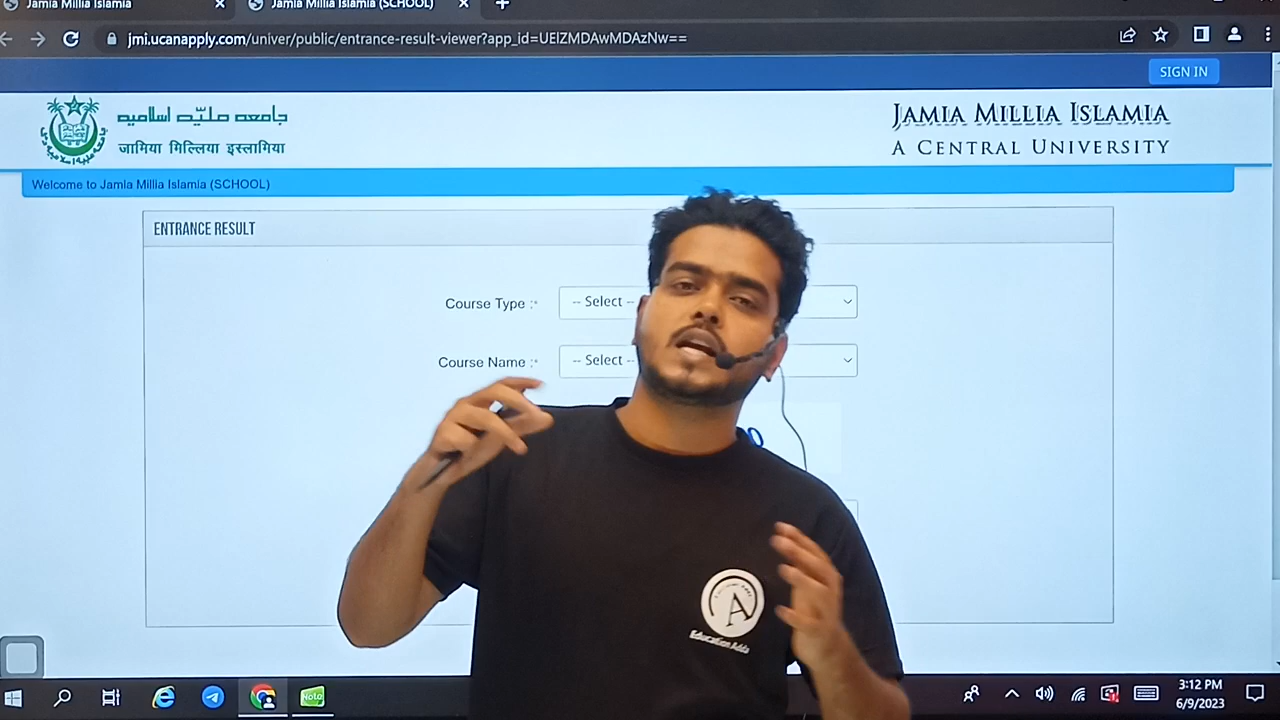 Jamia Millia Islamia
Jamia Millia Islamia (SCHOOL)
jmi.ucanapply.com/univer/public/entrance-result-viewer?app_id=UElZMDAwMDAzNw==
SIGN IN
جامعہ ملیّہ اسلامیہ
जामिया मिल्लिया इस्लामिया
JAMIA MILLIA ISLAMIA
A CENTRAL UNIVERSITY
Welcome to Jamia Millia Islamia (SCHOOL)
ENTRANCE RESULT
Course Type :*
-- Select --
Course Name :*
-- Select --
A
Education Adda
Note
3:12 PM
6/9/2023